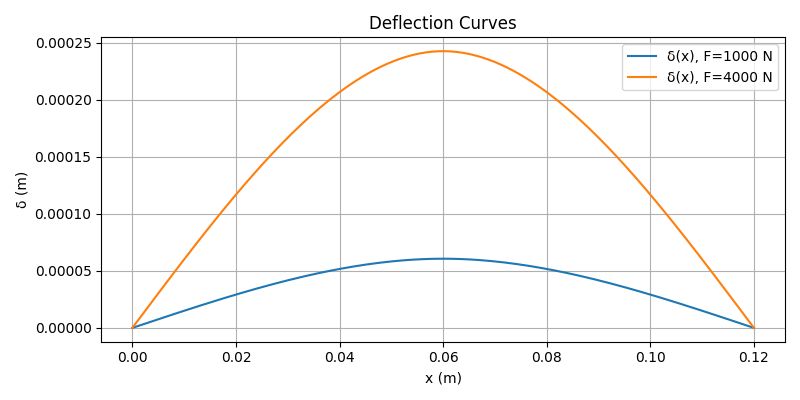 Deflection Curves
δ(x), F=1000 N
δ(x), F=4000 N
δ (m)
0.00025
0.00020
0.00015
0.00010
0.00005
0.00000
0.00 0.02 0.04 0.06 0.08 0.10 0.12
x (m)